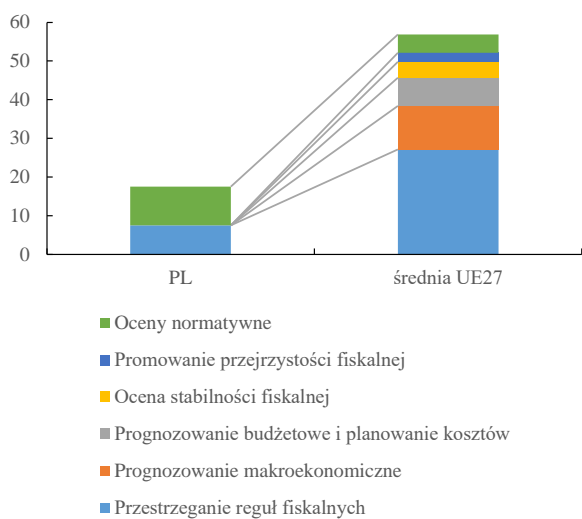 60
50
40
30
20
10
0
PL
średnia UE27
Oceny normatywne
Promowanie przejrzystości fiskalnej
Ocena stabilności fiskalnej
Prognozowanie budżetowe i planowanie kosztów
Prognozowanie makroekonomiczne
Przestrzeganie reguł fiskalnych